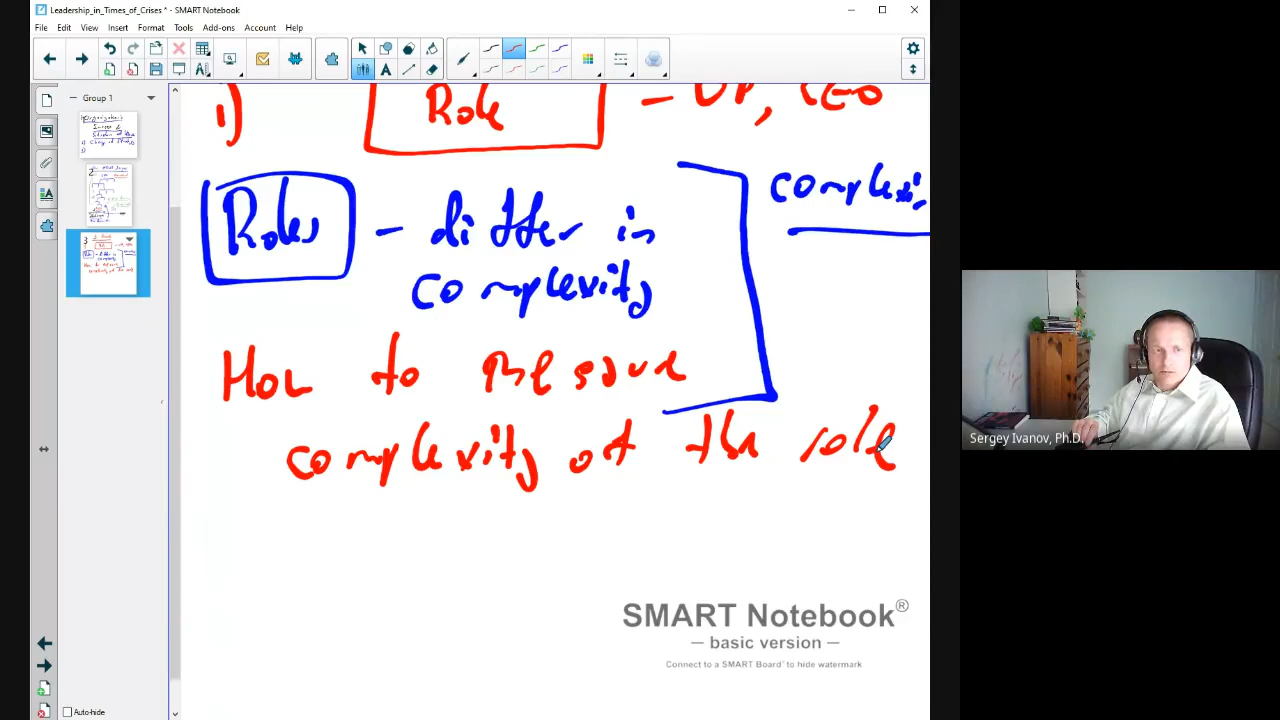 Leadership_in_Times_of_Crises * - SMART Notebook
File Edit View Insert Format Tools Add-ons Account Help
Group 1
1) Role - VP, CEO
Roles - differ in complexity
complexity
How to measure
complexity of the role
Sergey Ivanov, Ph.D.
SMART Notebook®
— basic version —
Connect to a SMART Board® to hide watermark
Auto-hide